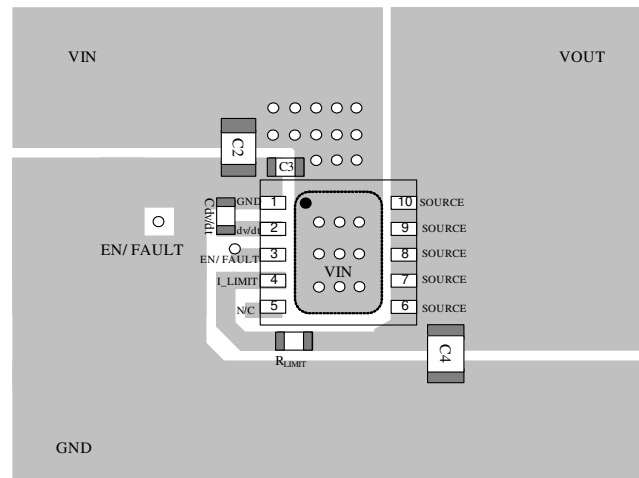 VIN
VOUT
C2
C3
Cdv/dt
GND
1
10
SOURCE
dv/dt
2
9
SOURCE
EN/ FAULT
EN/ FAULT
3
VIN
8
SOURCE
I_LIMIT
4
7
SOURCE
N/C
5
6
SOURCE
RLIMIT
C4
GND